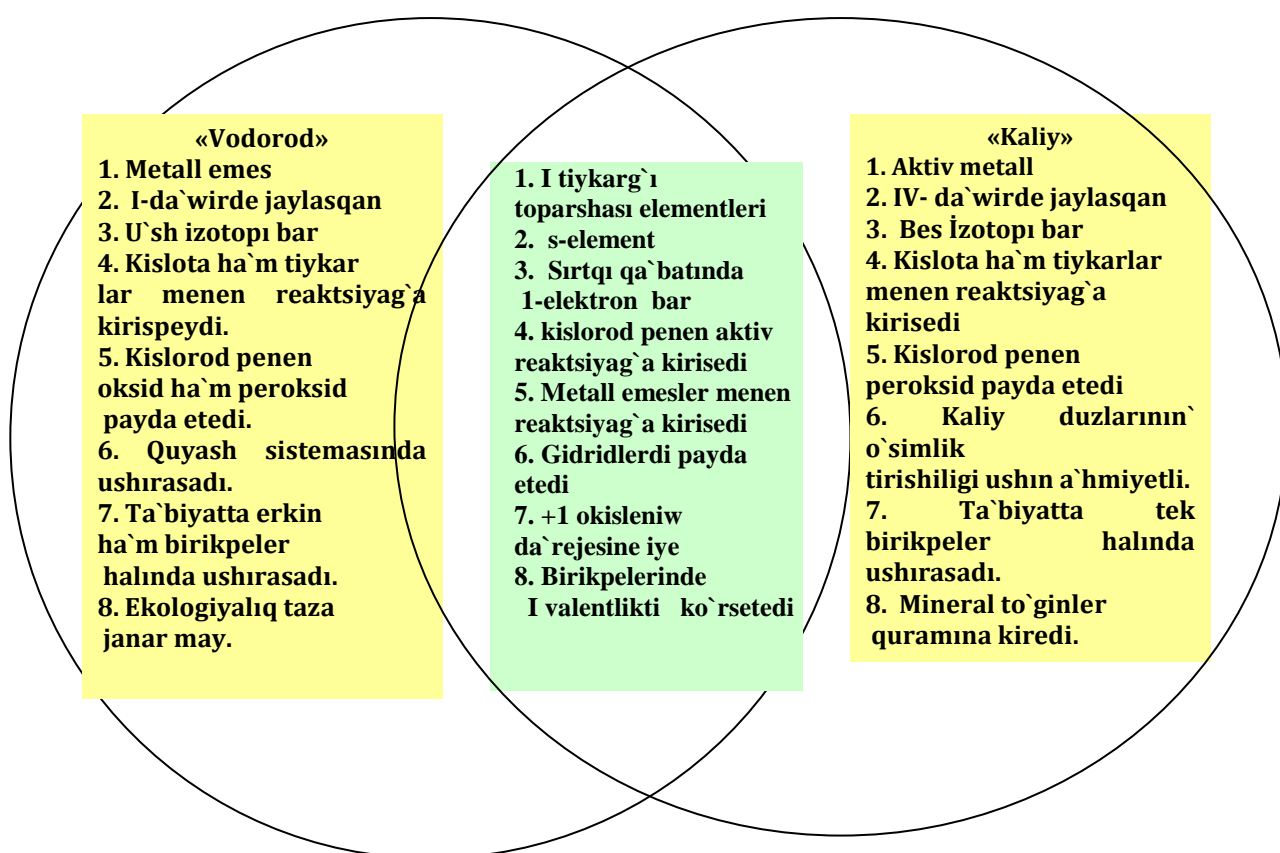 «Vodorod»
1. Metall emes
2. I-da`wirde jaylasqan
3. U`sh izotopı bar
4. Kislota ha`m tiykar
lar menen reaktsiyag`a
kirispeydi.
5. Kislorod penen
oksid ha`m peroksid
payda etedi.
6. Quyash sistemasında
ushırasadı.
7. Ta`biyatta erkin
ha`m birikpeler
halında ushırasadı.
8. Ekologiyalıq taza
janar may.
1. I tiykarg`ı
toparshası elementleri
2. s-element
3. Sırtqı qa`batında
1-elektron bar
4. kislorod penen aktiv
reaktsiyag`a kirisedi
5. Metall emesler menen
reaktsiyag`a kirisedi
6. Gidridlerdi payda
etedi
7. +1 okisleniw
da`rejesine iye
8. Birikpelerinde
I valentlikti ko`rsetedi
«Kaliy»
1. Aktiv metall
2. IV- da`wirde jaylasqan
3. Bes İzotopı bar
4. Kislota ha`m tiykarlar
menen reaktsiyag`a
kirisedi
5. Kislorod penen
peroksid payda etedi
6. Kaliy duzlarının`
o`simlik
tirishiligi ushın a`hmiyetli.
7. Ta`biyatta tek
birikpeler halında
ushırasadı.
8. Mineral to`ginler
quramına kiredi.